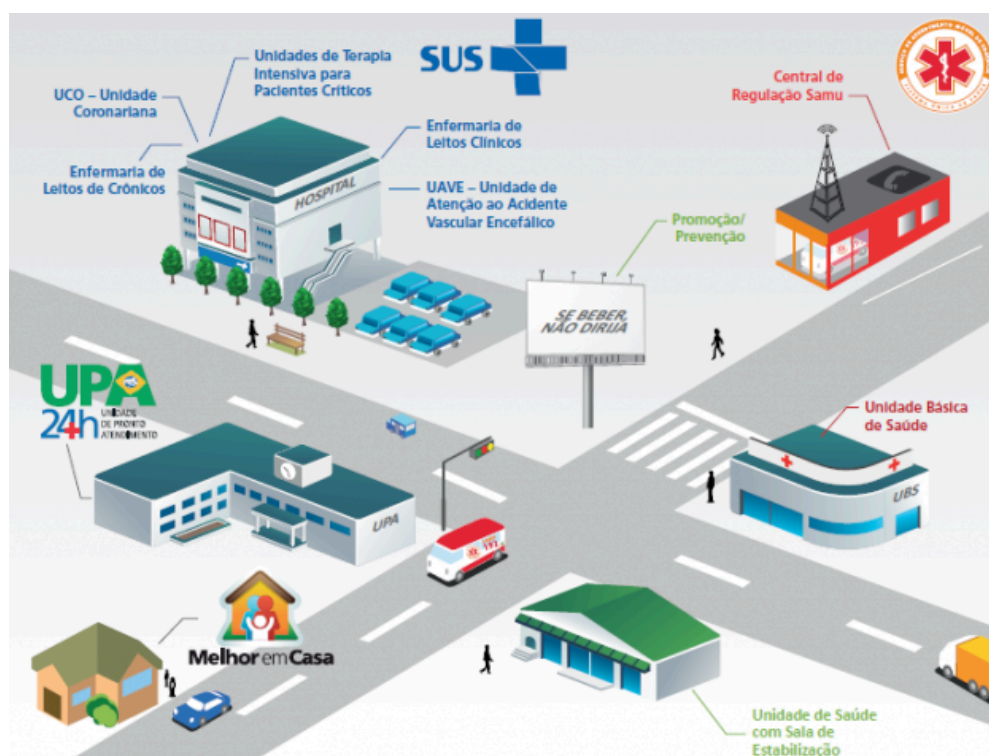 SUS
Unidades de Terapia
Intensiva para
Pacientes Críticos
UCO – Unidade
Coronariana
Enfermaria de
Leitos de Crônicos
Enfermaria de
Leitos Clínicos
UAVE – Unidade de
Atenção ao Acidente
Vascular Encefálico
HOSPITAL
Central de
Regulação Samu
Promoção/
Prevenção
SE BEBER,
NÃO DIRIJA
UPA
24h
UNIDADE
DE PRONTO
ATENDIMENTO
UPA
Unidade Básica
de Saúde
UBS
Melhor em Casa
Unidade de Saúde
com Sala de
Estabilização